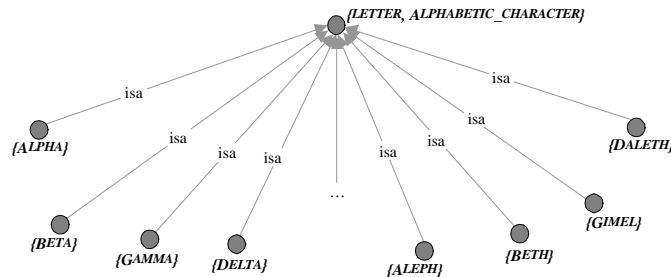 {LETTER, ALPHABETIC_CHARACTER}
isa
isa
{ALPHA}
isa
isa
isa
isa
isa
isa
{DALETH}
...
{BETA}
{GAMMA}
{DELTA}
{ALEPH}
{BETH}
{GIMEL}